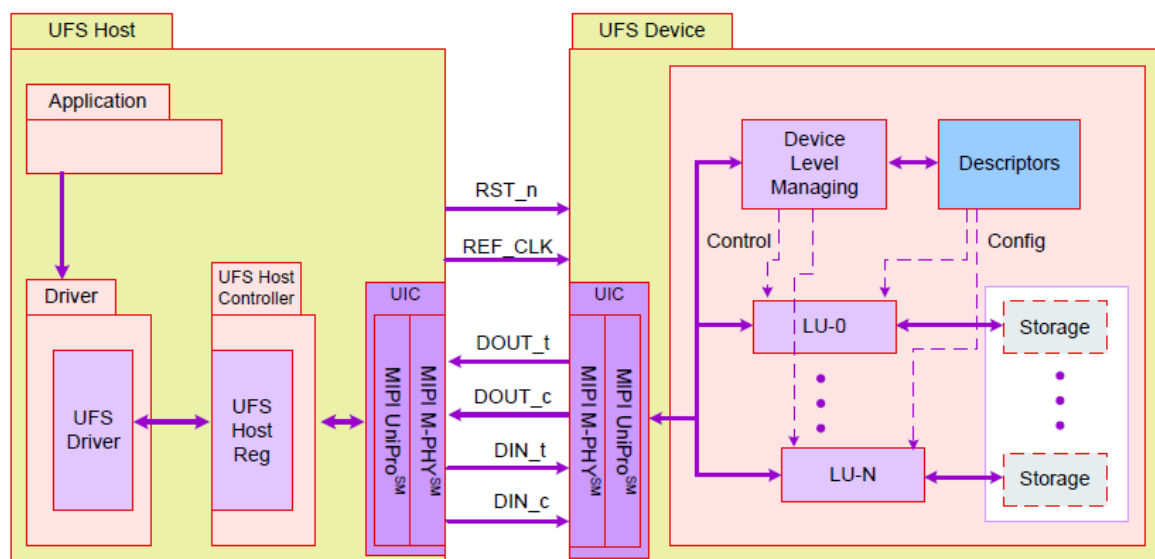 UFS Host
Application
Driver
UFS
Driver
UFS Host
Controller
UFS
Host
Reg
UIC
MIPI UniProSM
MIPI M-PHYSM
RST_n
REF_CLK
DOUT_t
DOUT_c
DIN_t
DIN_c
UFS Device
UIC
MIPI M-PHYSM
MIPI UniProSM
Device
Level
Managing
Descriptors
Control
Config
LU-0
Storage
LU-N
Storage